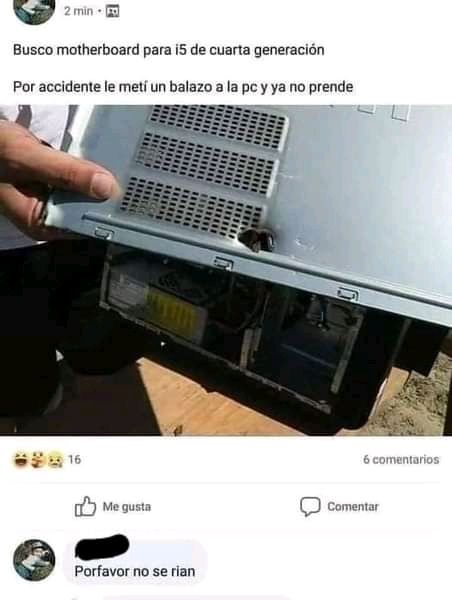 2 min
Busco motherboard para i5 de cuarta generación
Por accidente le metí un balazo a la pc y ya no prende
16
6 comentarios
Me gusta
Comentar
Porfavor no se rian